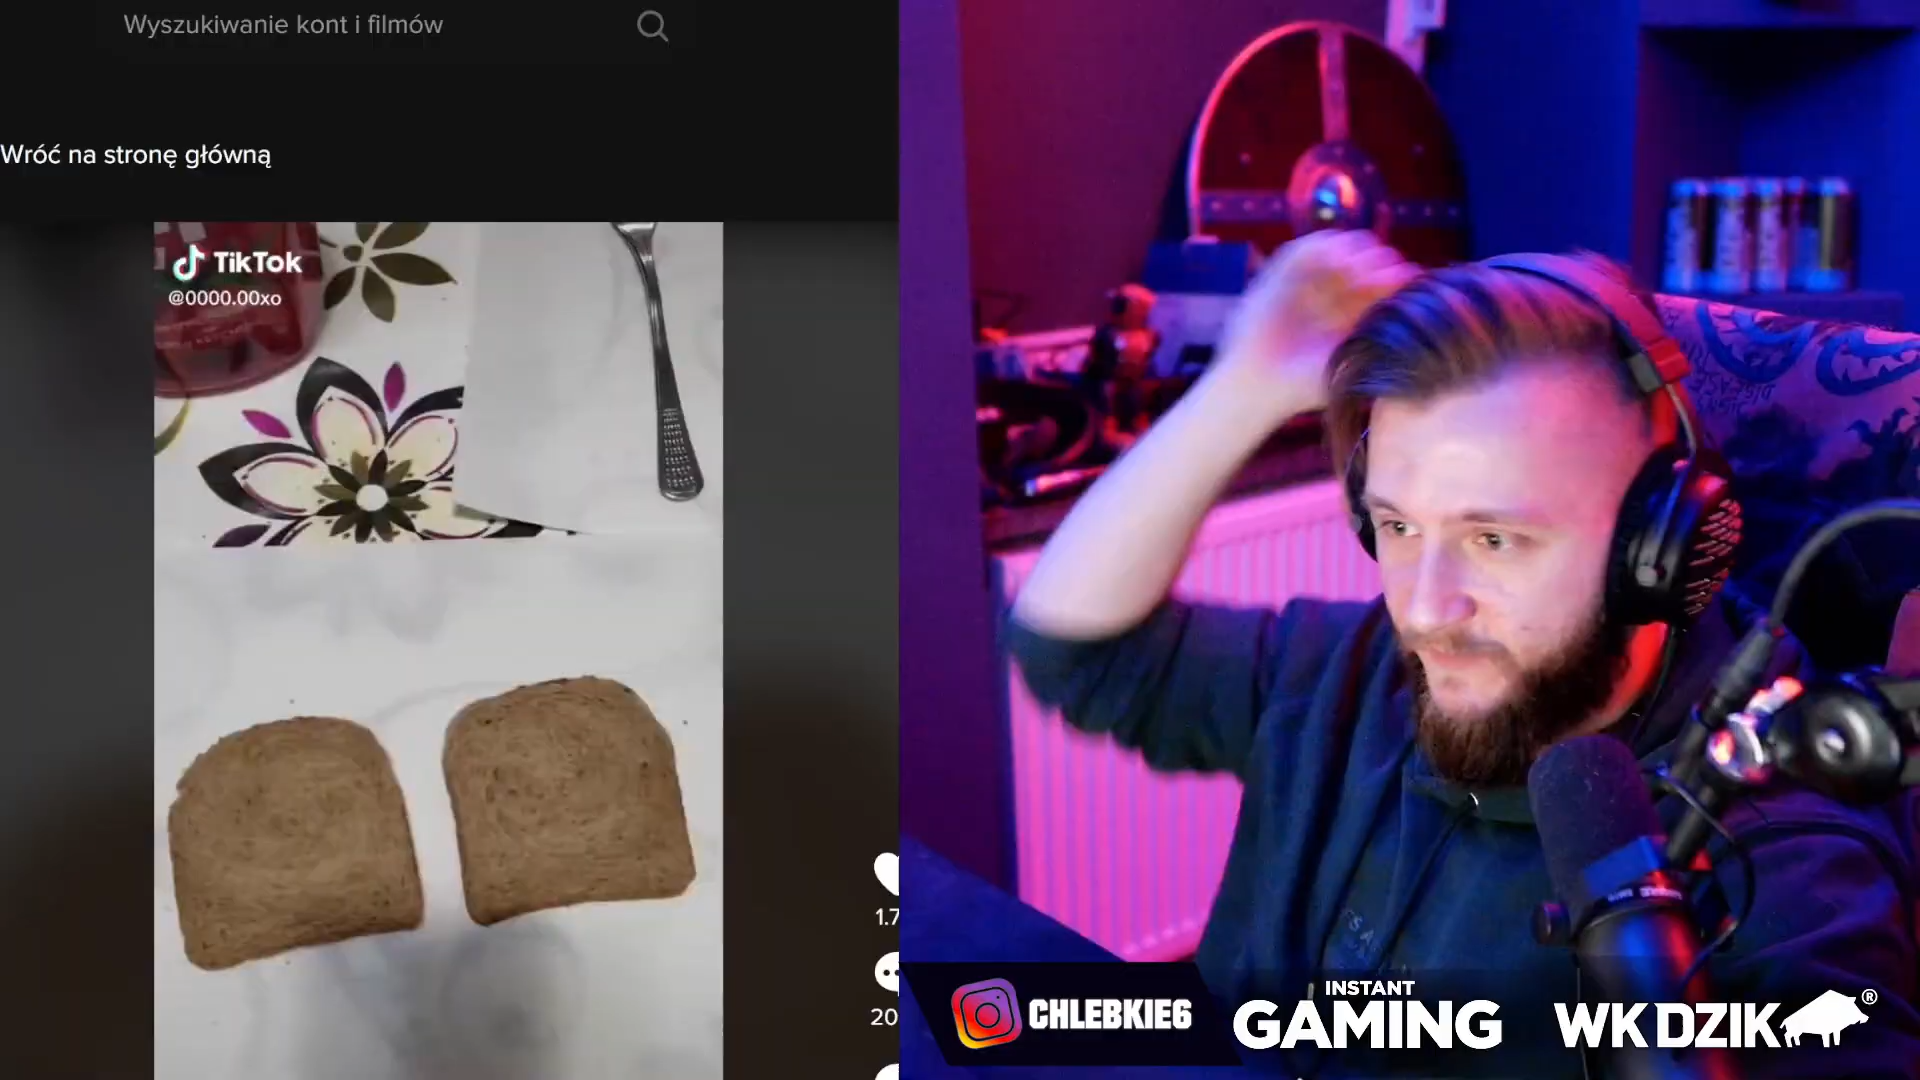 Wyszukiwanie kont i filmów
Wróć na stronę główną
TikTok
@0000.00xo
1.7
20
CHLEBKIE6
INSTANT
GAMING
WK DZIK®